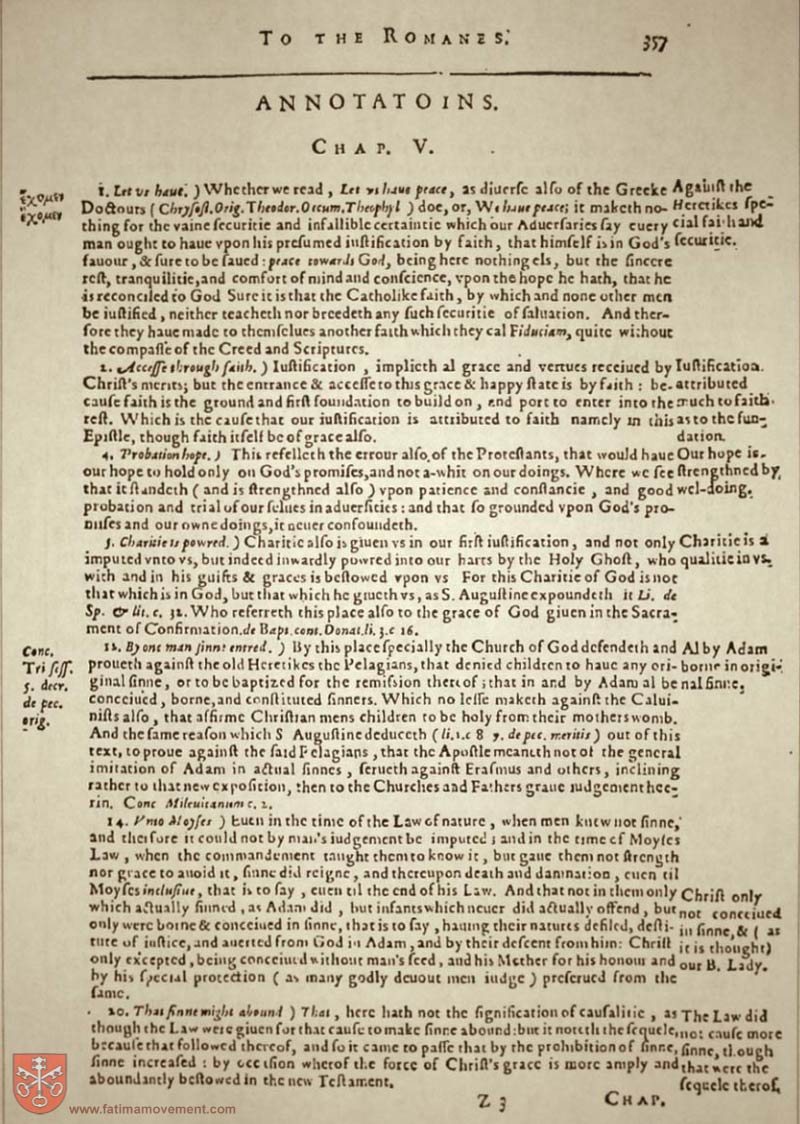 TO THE ROMANES.
357
ANNOTATOINS.
CHAP. V.
ἔχομεν
ἔχομεν
1. Let vs haue. ) Whether we read, Let vs haue peace, as diuerse also of the Greeke
Doctours ( Chrysost. Orig. Theodor. Oecum. Theophyl ) doe, or, We haue peace; it maketh no-
thing for the vaine securitie and infallible certaintie which our Aduersaries say euery
man ought to haue vpon his presumed iustification by faith, that himself is in God's
fauour, & sure to be saued: peace towards God, being here nothing els, but the sincere
rest, tranquilitie, and comfort of mind and conscience, vpon the hope he hath, that he
is reconciled to God Sure it is that the Catholike faith, by which and none other men
be iustified, neither teacheth nor breedeth any such securitie of saluation. And ther-
fore they haue made to themselues another faith which they cal Fiduciam, quite without
the compasse of the Creed and Scriptures.
Against the
Heretikes spe-
cial faith and
securitie.
2. Accesse through faith. ) Iustification, implieth al grace and vertues receiued by
Christ's merits; but the entrance & accesse to this grace & happy state is by faith: be-
cause faith is the ground and first foundation to build on, and port to enter into the
rest. Which is the cause that our iustification is attributed to faith namely in this
Epistle, though faith itself be of grace also.
Iustification
attributed
much to faith
as to the fun-
dation.
4. Probation hope. ) This refelleth the errour also, of the Protestants, that would haue
our hope to hold only on God's promises, and not a-whit on our doings. Where we see
that it standeth ( and is strengthned also ) vpon patience and constancie, and good
probation and trial of our selues in aduersities: and that so grounded vpon God's pro-
mises and our owne doings, it neuer confoundeth.
Our hope is
strengthned by
wel-doing.
5. Charitie is powred. ) Charitie also is giuen vs in our first iustification, and not only
imputed vnto vs, but indeed inwardly powred into our harts by the Holy Ghost, who
with and in his guifts & graces is bestowed vpon vs For this Charitie of God is not
that which is in God, but that which he giueth vs, as S. Augustine expoundeth it Li. de
Sp. & lit. c. 32. Who referreth this place also to the grace of God giuen in the Sacra-
ment of Confirmation. de Bapt. cont. Donat. li. 3. c 16.
Charitie is a
qualitie in vs.
Conc.
Tri sess.
5. decr.
de pec.
orig.
12. By one man sinne entred. ) By this place specially the Church of God defendeth and
proueth against the old Heretikes the Pelagians, that denied children to haue any ori-
ginal sinne, or to be baptized for the remission therof; that in and by Adam al be
conceiued, borne, and constituted sinners. Which no lesse maketh against the Calui-
nists also, that affirme Christian mens children to be holy from their mothers womb.
And the same reason which S Augustine deduceth ( li. 1. c 8 9. de pec. meritis ) out of this
text, to proue against the said Pelagians, that the Apostle meaneth not of the general
imitation of Adam in actual sinnes, serueth against Erasmus and others, inclining
rather to that new exposition, then to the Churches and Fathers graue iudgement hee-
rin. Conc Mileuitanum c. 2.
Al by Adam
borne in origi-
nal sinne.
14. Vnto Moyses ) Euen in the time of the Law of nature, when men knew not sinne,
and therfore it could not by man's iudgement be imputed; and in the time of Moyses
Law, when the commandement taught them to know it, but gaue them not strength
nor grace to auoid it, sinne did reigne, and thereupon death and damnation, euen til
Moyses inclusiue, that is to say, euen til the end of his Law. And that not in them only
which actually sinned, as Adam did, but infants which neuer did actually offend, but
only were borne & conceiued in sinne, that is to say, hauing their natures defiled, desti-
ture of iustice, and auerted from God in Adam, and by their descent from him: Christ
only excepted, being conceiued without man's seed, and his Mother for his honour and
by his special protection ( as many godly deuout men iudge ) preserued from the
same.
Christ only
not conceiued
in sinne, & ( as
it is thought)
our B. Lady.
20. That sinne might abound ) That, here hath not the signification of causalitie, as
though the Law were giuen for that cause to make sinne abound: but it noteth the sequele,
because that followed thereof, and so it came to passe that by the prohibition of sinne,
sinne increased: by occasion wherof the force of Christ's grace is more amply and
aboundantly bestowed in the new Testament.
The Law did
not cause more
sinne, though
that were the
sequele therof.
Z 3
CHAP.
www.fatimamovement.com